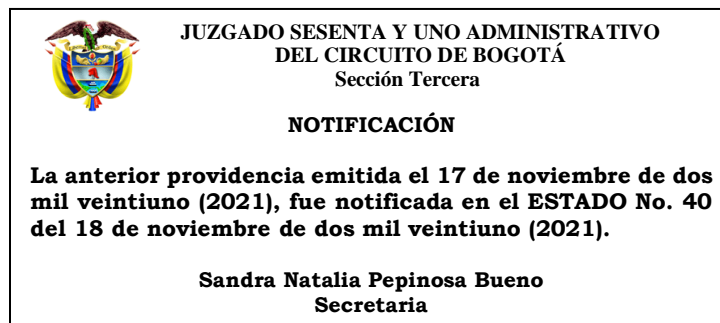 JUZGADO SESENTA Y UNO ADMINISTRATIVO
DEL CIRCUITO DE BOGOTÁ
Sección Tercera
NOTIFICACIÓN
La anterior providencia emitida el 17 de noviembre de dos
mil veintiuno (2021), fue notificada en el ESTADO No. 40
del 18 de noviembre de dos mil veintiuno (2021).
Sandra Natalia Pepinosa Bueno
Secretaria